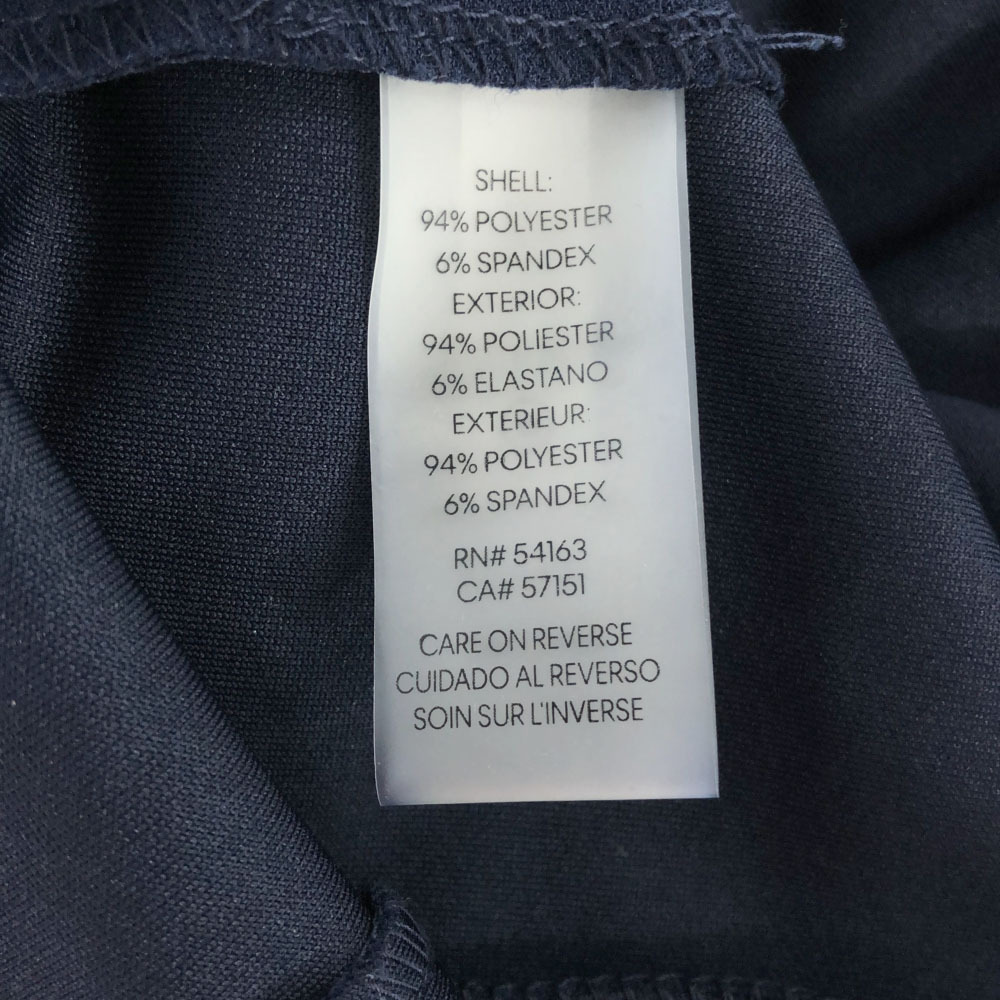 SHELL:
94% POLYESTER
6% SPANDEX
EXTERIOR:
94% POLIESTER
6% ELASTANO
EXTERIEUR:
94% POLYESTER
6% SPANDEX
RN# 54163
CA# 57151
CARE ON REVERSE
CUIDADO AL REVERSO
SOIN SUR L'INVERSE